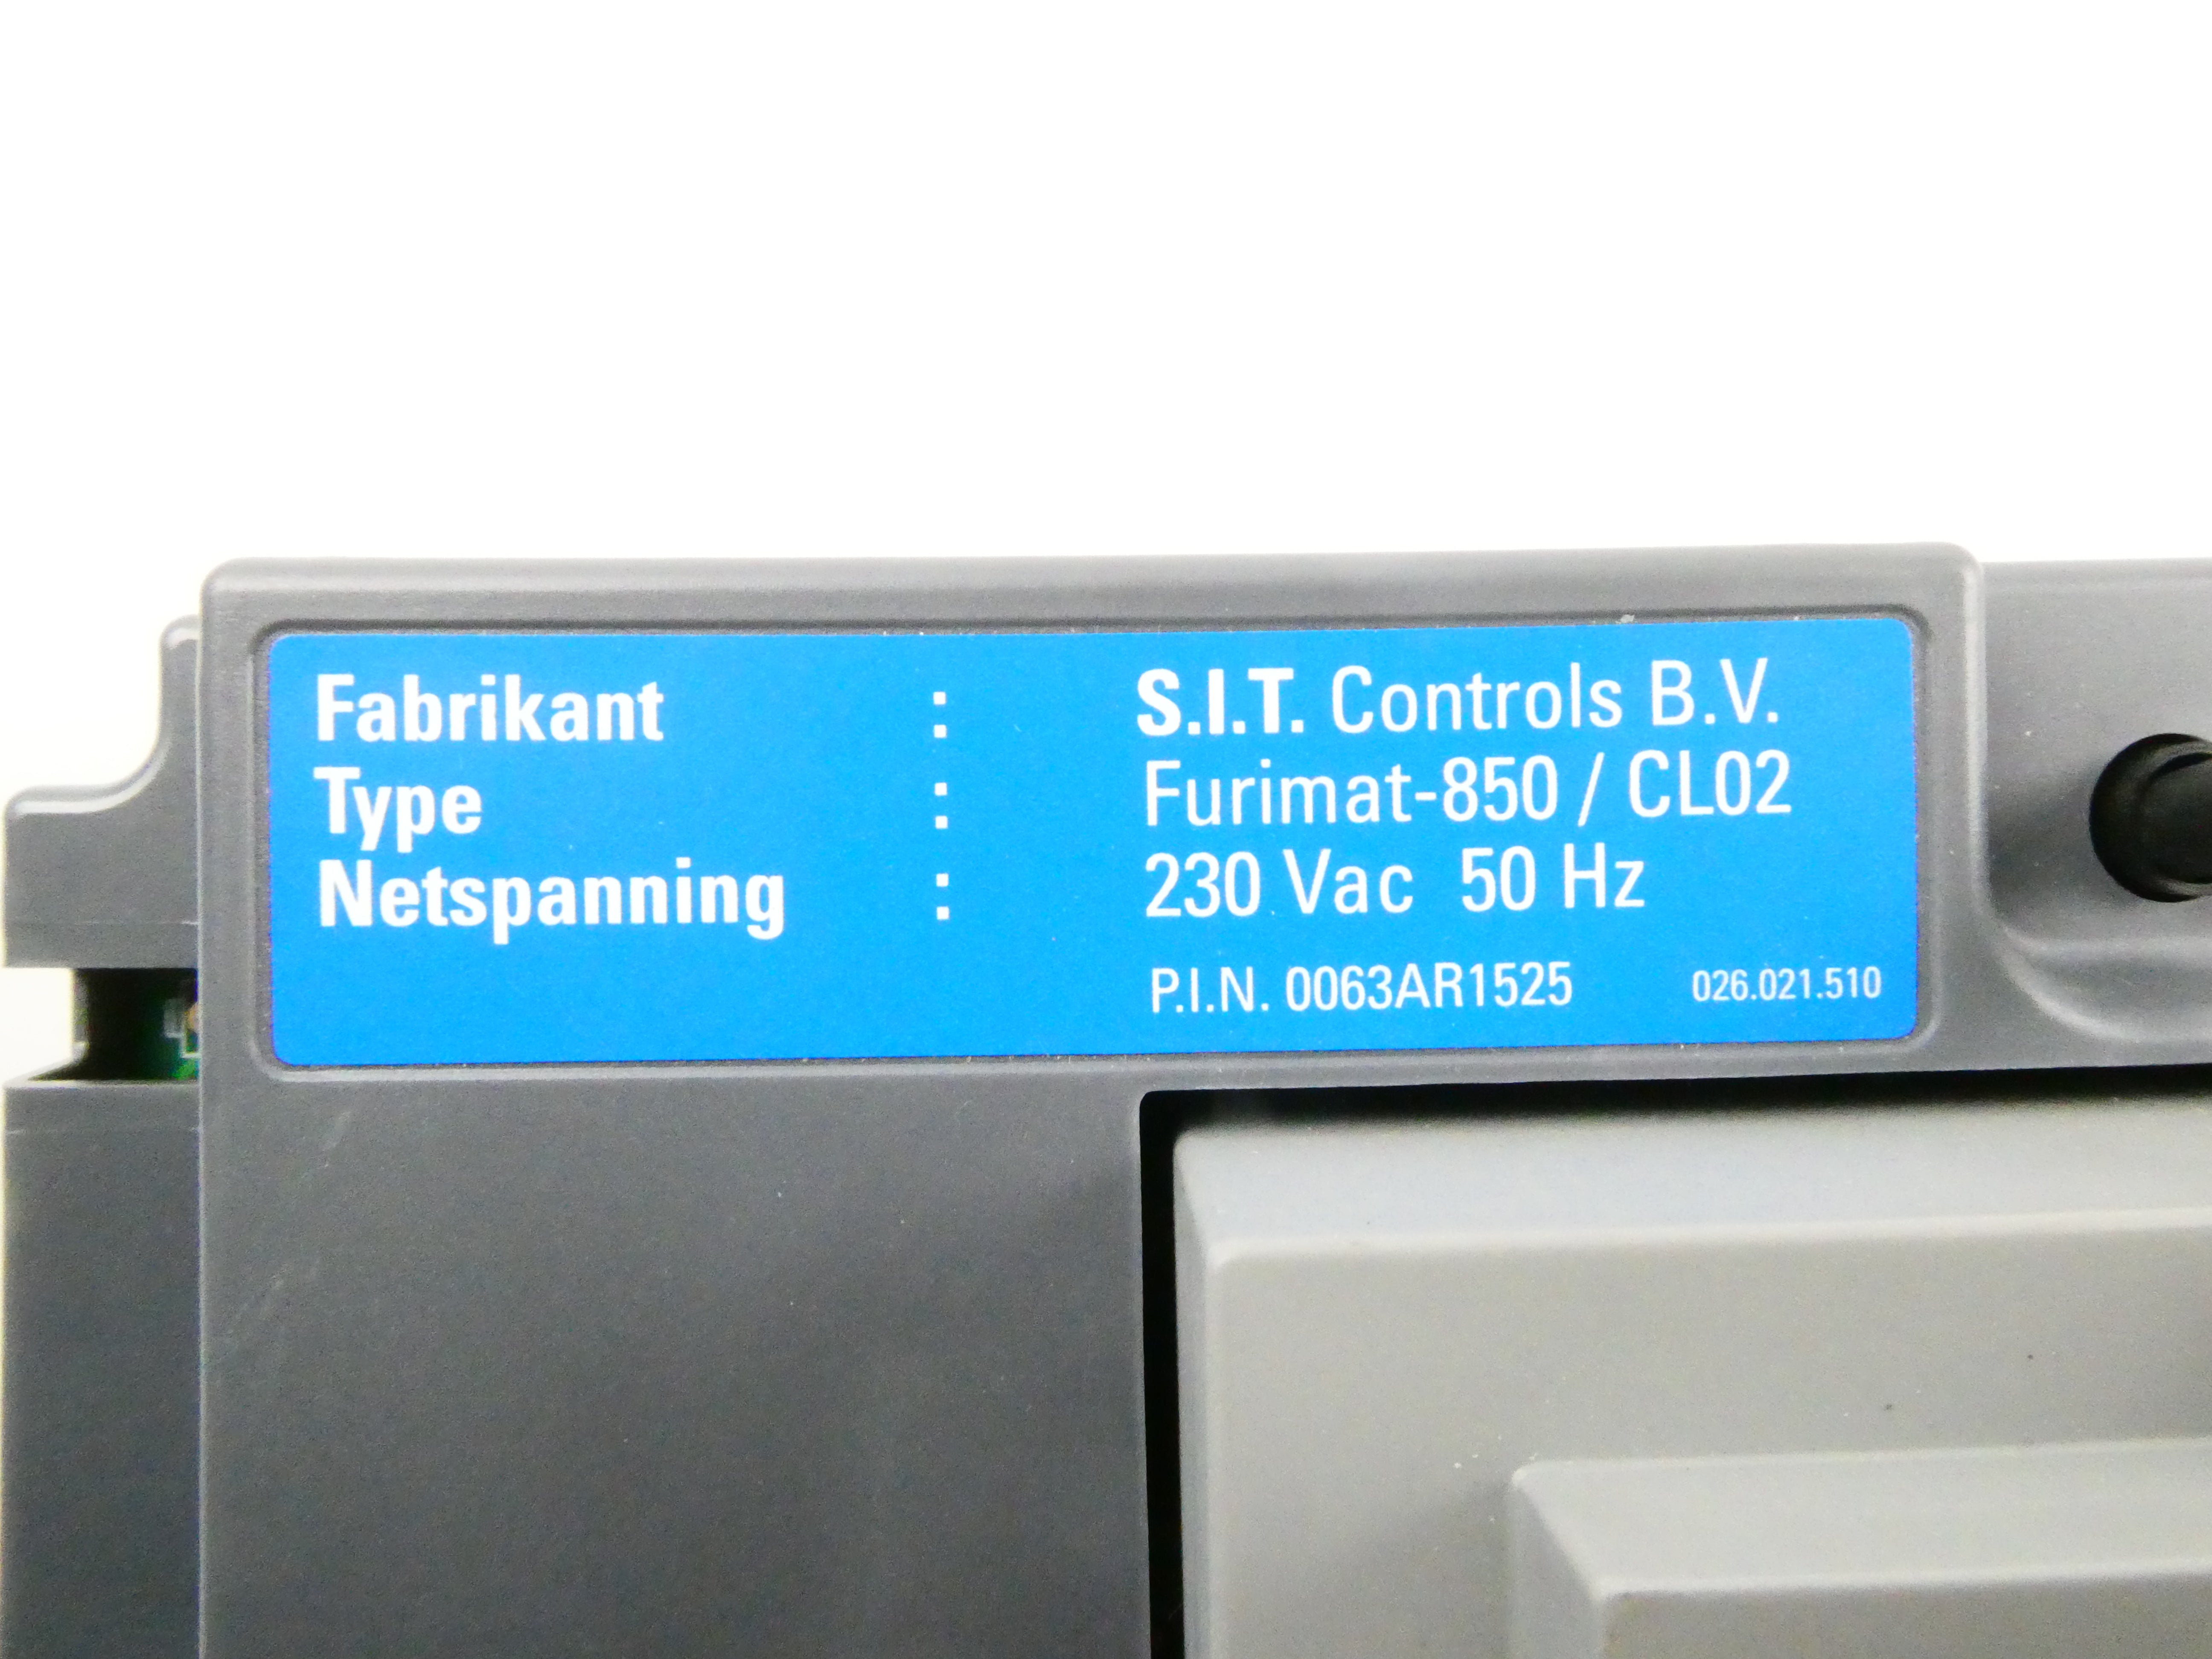 Fabrikant : S.I.T. Controls B.V.
Type : Furimat-850 / CL02
Netspanning : 230 Vac 50 Hz
P.I.N. 0063AR1525 026.021.510